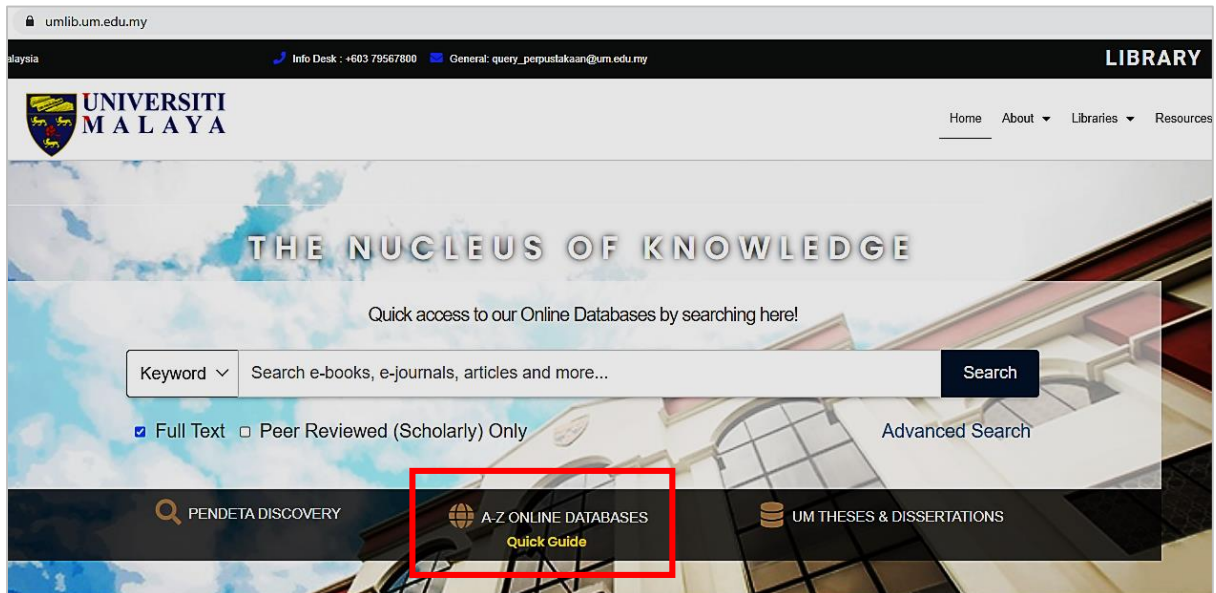 umlib.um.edu.my
alaysia Info Desk : +603 79567800 General: query_perpustakaan@um.edu.my LIBRARY
UNIVERSITI
MALAYA
Home About Libraries Resources
THE NUCLEUS OF KNOWLEDGE
Quick access to our Online Databases by searching here!
Keyword Search e-books, e-journals, articles and more... Search
Full Text Peer Reviewed (Scholarly) Only Advanced Search
PENDETA DISCOVERY A-Z ONLINE DATABASES UM THESES & DISSERTATIONS
Quick Guide